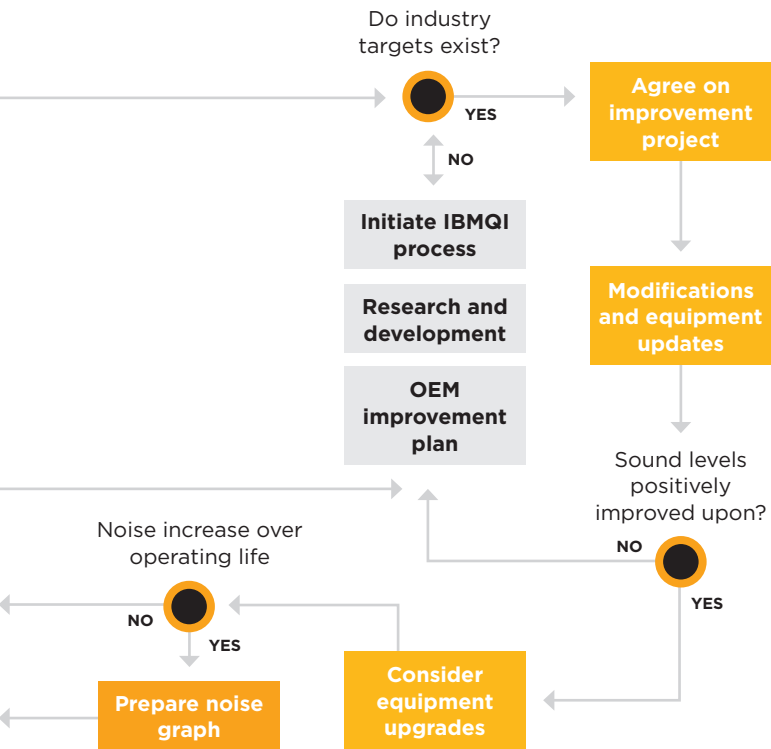 Do industry
targets exist?
YES
NO
Agree on
improvement
project
Initiate IBMQI
process
Research and
development
OEM
improvement
plan
Modifications
and equipment
updates
Sound levels
positively
improved upon?
NO
YES
Noise increase over
operating life
NO
YES
Consider
equipment
upgrades
Prepare noise
graph